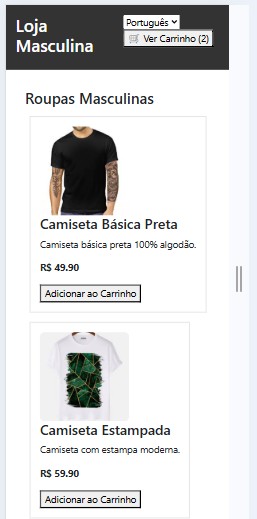 Loja
Masculina
Português
🛒 Ver Carrinho (2)
Roupas Masculinas
Camiseta Básica Preta
Camiseta básica preta 100% algodão.
R$ 49.90
Adicionar ao Carrinho
Camiseta Estampada
Camiseta com estampa moderna.
R$ 59.90
Adicionar ao Carrinho